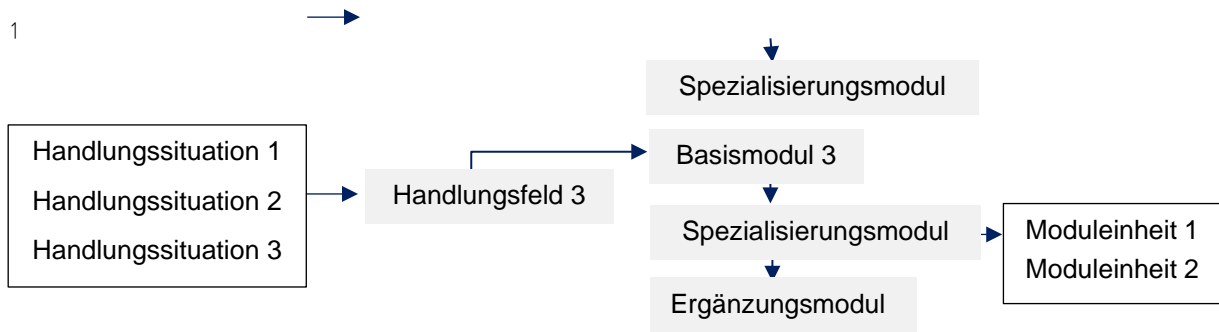 1
Spezialisierungsmodul
Handlungssituation 1
Handlungssituation 2
Handlungssituation 3
Handlungsfeld 3
Basismodul 3
Spezialisierungsmodul
Ergänzungsmodul
Moduleinheit 1
Moduleinheit 2